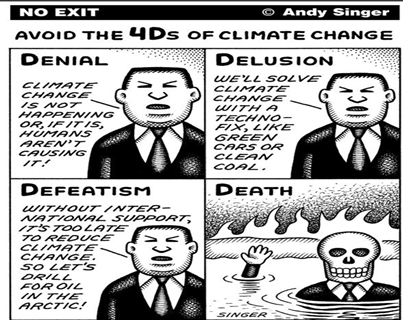 NO EXIT © Andy Singer
AVOID THE 4Ds OF CLIMATE CHANGE
DENIAL
CLIMATE
CHANGE
IS NOT
HAPPENING
OR, IF IT IS,
HUMANS
AREN'T
CAUSING
IT!
DELUSION
WE'LL SOLVE
CLIMATE
CHANGE
WITH A
TECHNO-
FIX, LIKE
GREEN
CARS OR
CLEAN
COAL.
DEFEATISM
WITHOUT INTER-
NATIONAL SUPPORT,
IT'S TOO LATE
TO REDUCE
CLIMATE
CHANGE.
SO LET'S
DRILL
FOR OIL
IN THE
ARCTIC!
DEATH
SINGER